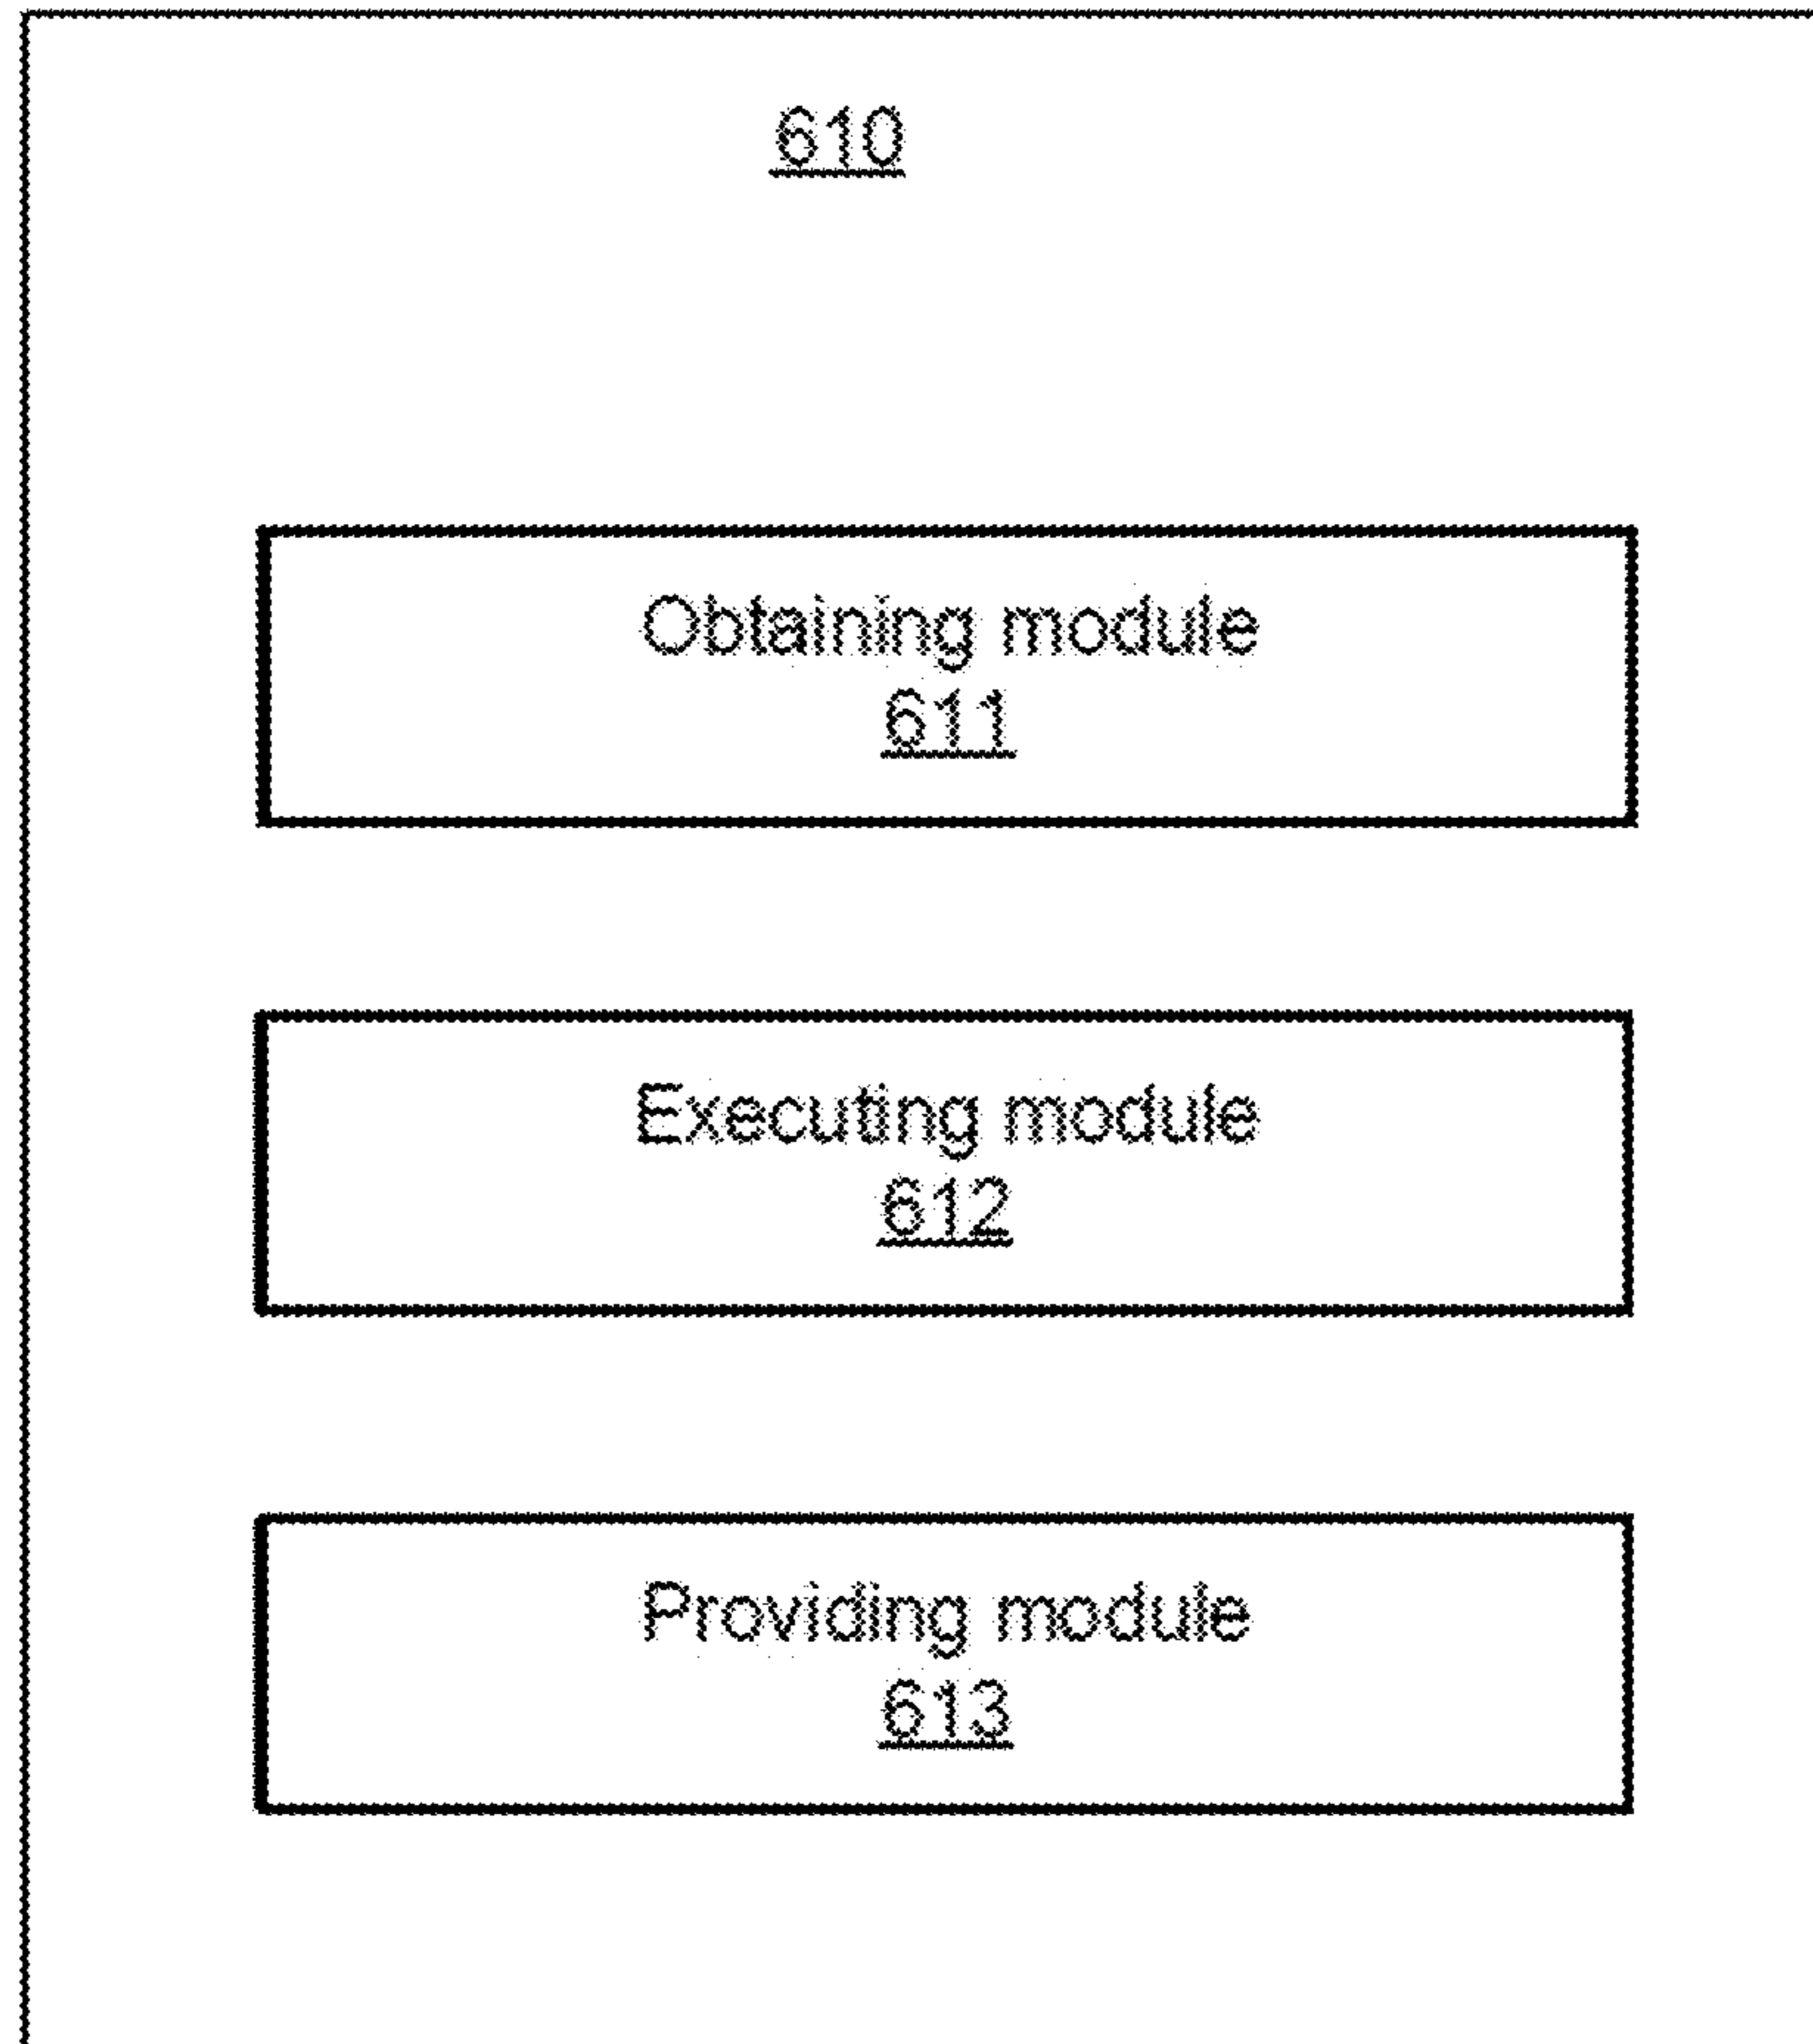 610
Obtaining module
611
Executing module
612
Providing module
613